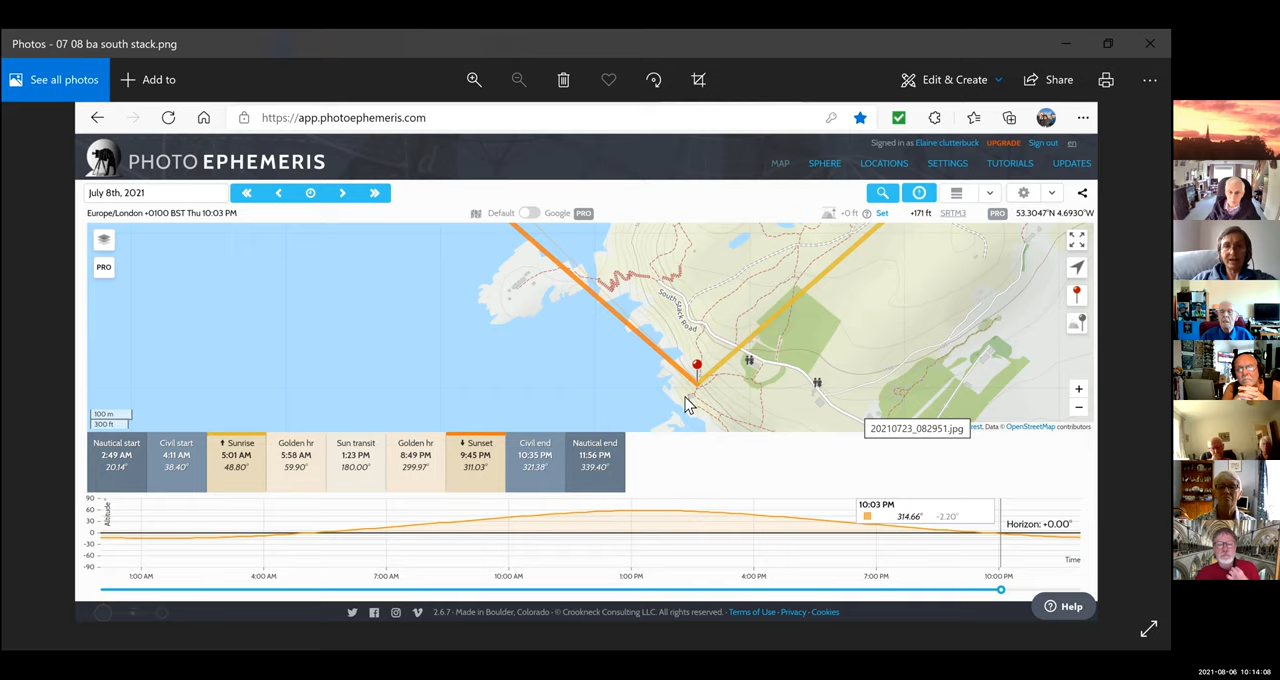 Photos - 07 08 ba south stack.png
See all photos
Add to
Edit & Create
Share
https://app.photoephemeris.com
PHOTO EPHEMERIS
Signed in as Elaine clutterbuck UPGRADE Sign out en
MAP SPHERE LOCATIONS SETTINGS TUTORIALS UPDATES
July 8th, 2021
Europe/London +0100 BST Thu 10:03 PM
Default Google PRO
+0 ft Set +171 ft SRTM3 PRO 53.3047°N 4.6930°W
PRO
South Stack Road
100 m
300 ft
20210723_082951.jpg
rest, Data © OpenStreetMap contributors
Nautical start Civil start Sunrise Golden hr Sun transit Golden hr Sunset Civil end Nautical end
2:49 AM 4:11 AM 5:01 AM 5:58 AM 1:23 PM 8:49 PM 9:45 PM 10:35 PM 11:56 PM
20.14° 38.40° 48.80° 59.90° 180.00° 299.97° 311.03° 321.38° 339.40°
90
60
30
0
-30
-60
-90
Altitude
10:03 PM
314.66° -2.20°
Horizon: +0.00°
Time
1:00 AM 4:00 AM 7:00 AM 10:00 AM 1:00 PM 4:00 PM 7:00 PM 10:00 PM
2.6.7 · Made in Boulder, Colorado · © Crookneck Consulting LLC. All rights reserved. · Terms of Use · Privacy · Cookies
Help
2021-08-06 10:14:08